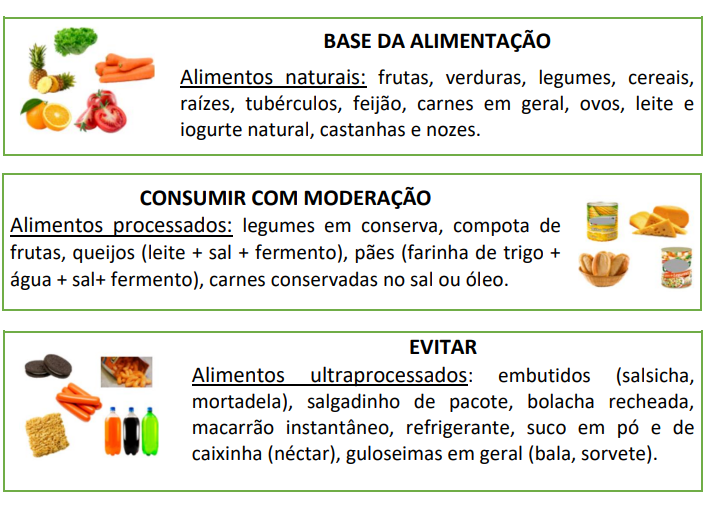 BASE DA ALIMENTAÇÃO
Alimentos naturais: frutas, verduras, legumes, cereais,
raízes, tubérculos, feijão, carnes em geral, ovos, leite e
iogurte natural, castanhas e nozes.
CONSUMIR COM MODERAÇÃO
Alimentos processados: legumes em conserva, compota de
frutas, queijos (leite + sal + fermento), pães (farinha de trigo +
água + sal+ fermento), carnes conservadas no sal ou óleo.
EVITAR
Alimentos ultraprocessados: embutidos (salsicha,
mortadela), salgadinho de pacote, bolacha recheada,
macarrão instantâneo, refrigerante, suco em pó e de
caixinha (néctar), guloseimas em geral (bala, sorvete).